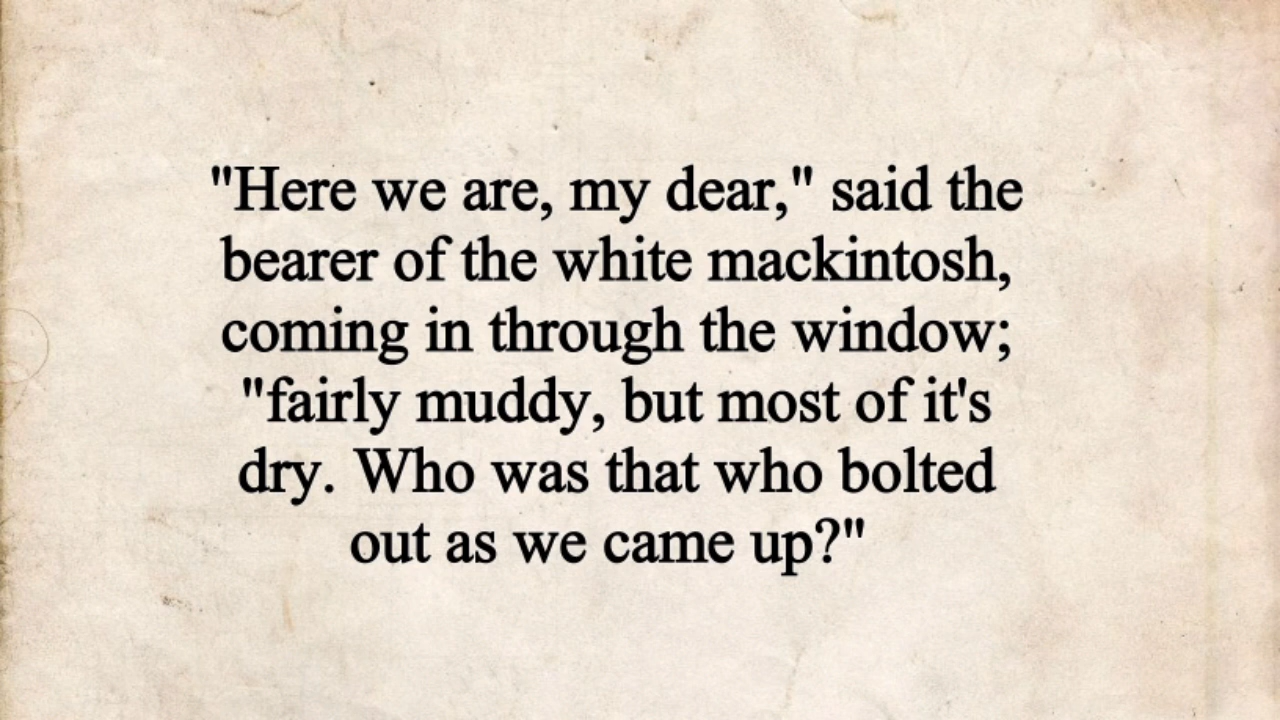 "Here we are, my dear," said the
bearer of the white mackintosh,
coming in through the window;
"fairly muddy, but most of it's
dry. Who was that who bolted
out as we came up?"